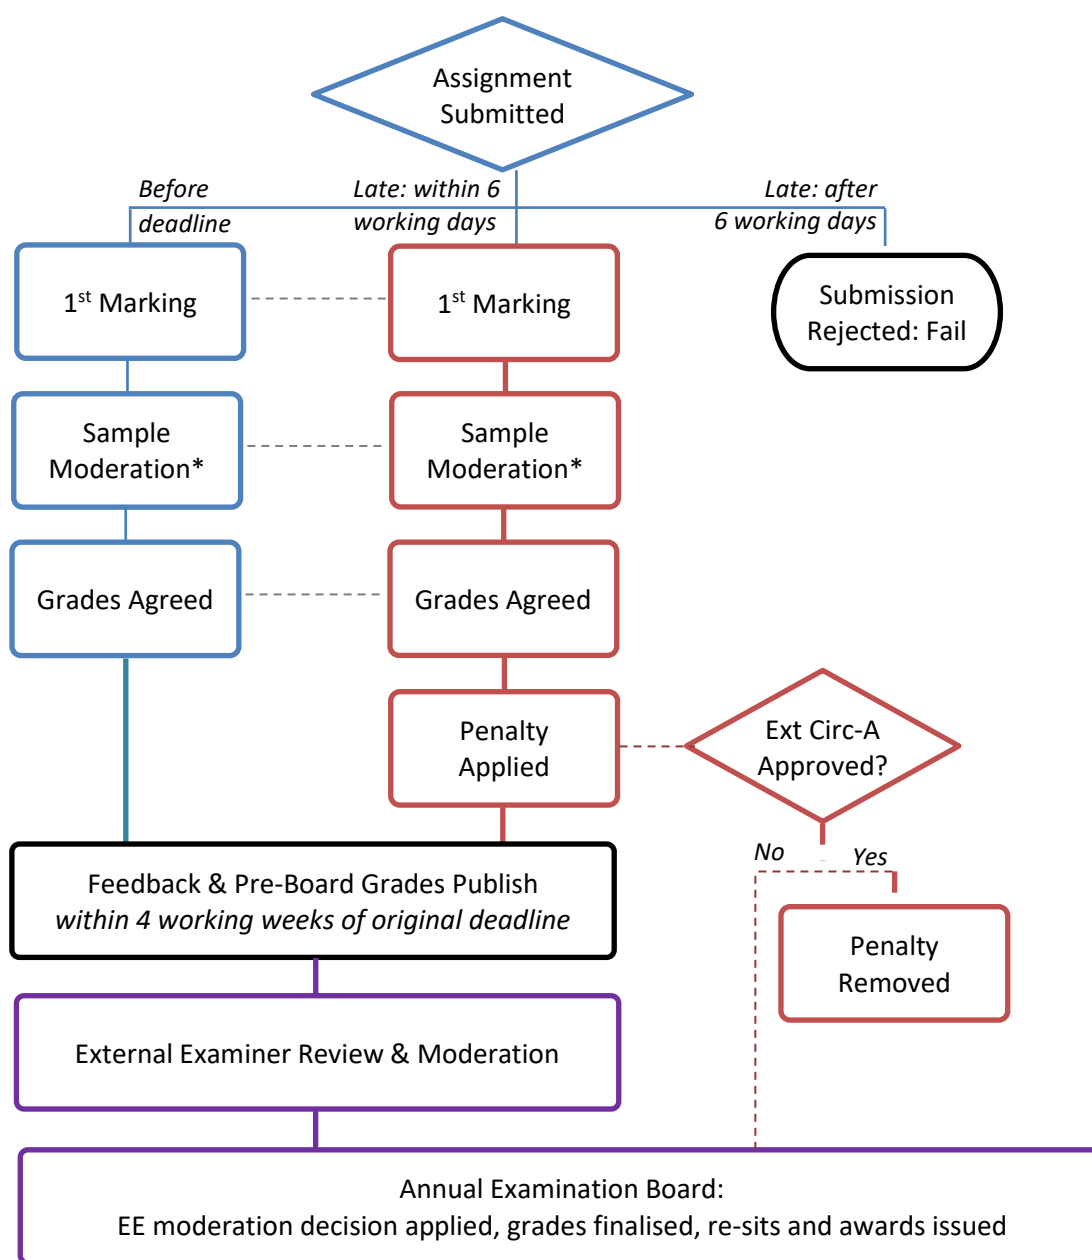 Assignment
Submitted
Before
deadline
Late: within 6
working days
Late: after
6 working days
1st Marking
1st Marking
Submission
Rejected: Fail
Sample
Moderation*
Sample
Moderation*
Grades Agreed
Grades Agreed
Penalty
Applied
Ext Circ-A
Approved?
No
Yes
Feedback & Pre-Board Grades Publish
within 4 working weeks of original deadline
Penalty
Removed
External Examiner Review & Moderation
Annual Examination Board:
EE moderation decision applied, grades finalised, re-sits and awards issued